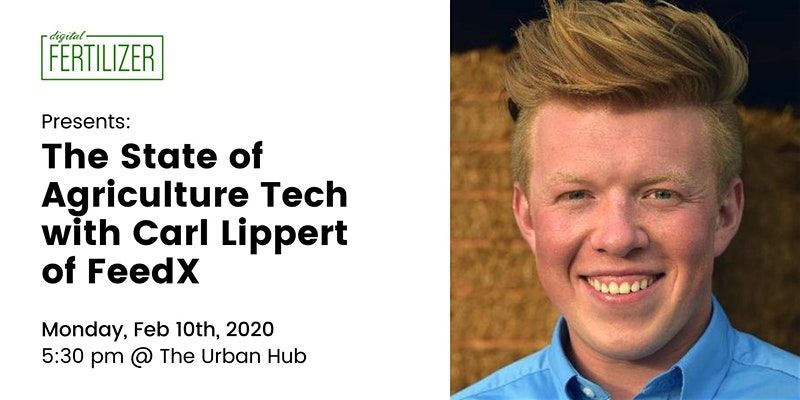 digital
FERTILIZER
Presents:
The State of
Agriculture Tech
with Carl Lippert
of FeedX
Monday, Feb 10th, 2020
5:30 pm @ The Urban Hub